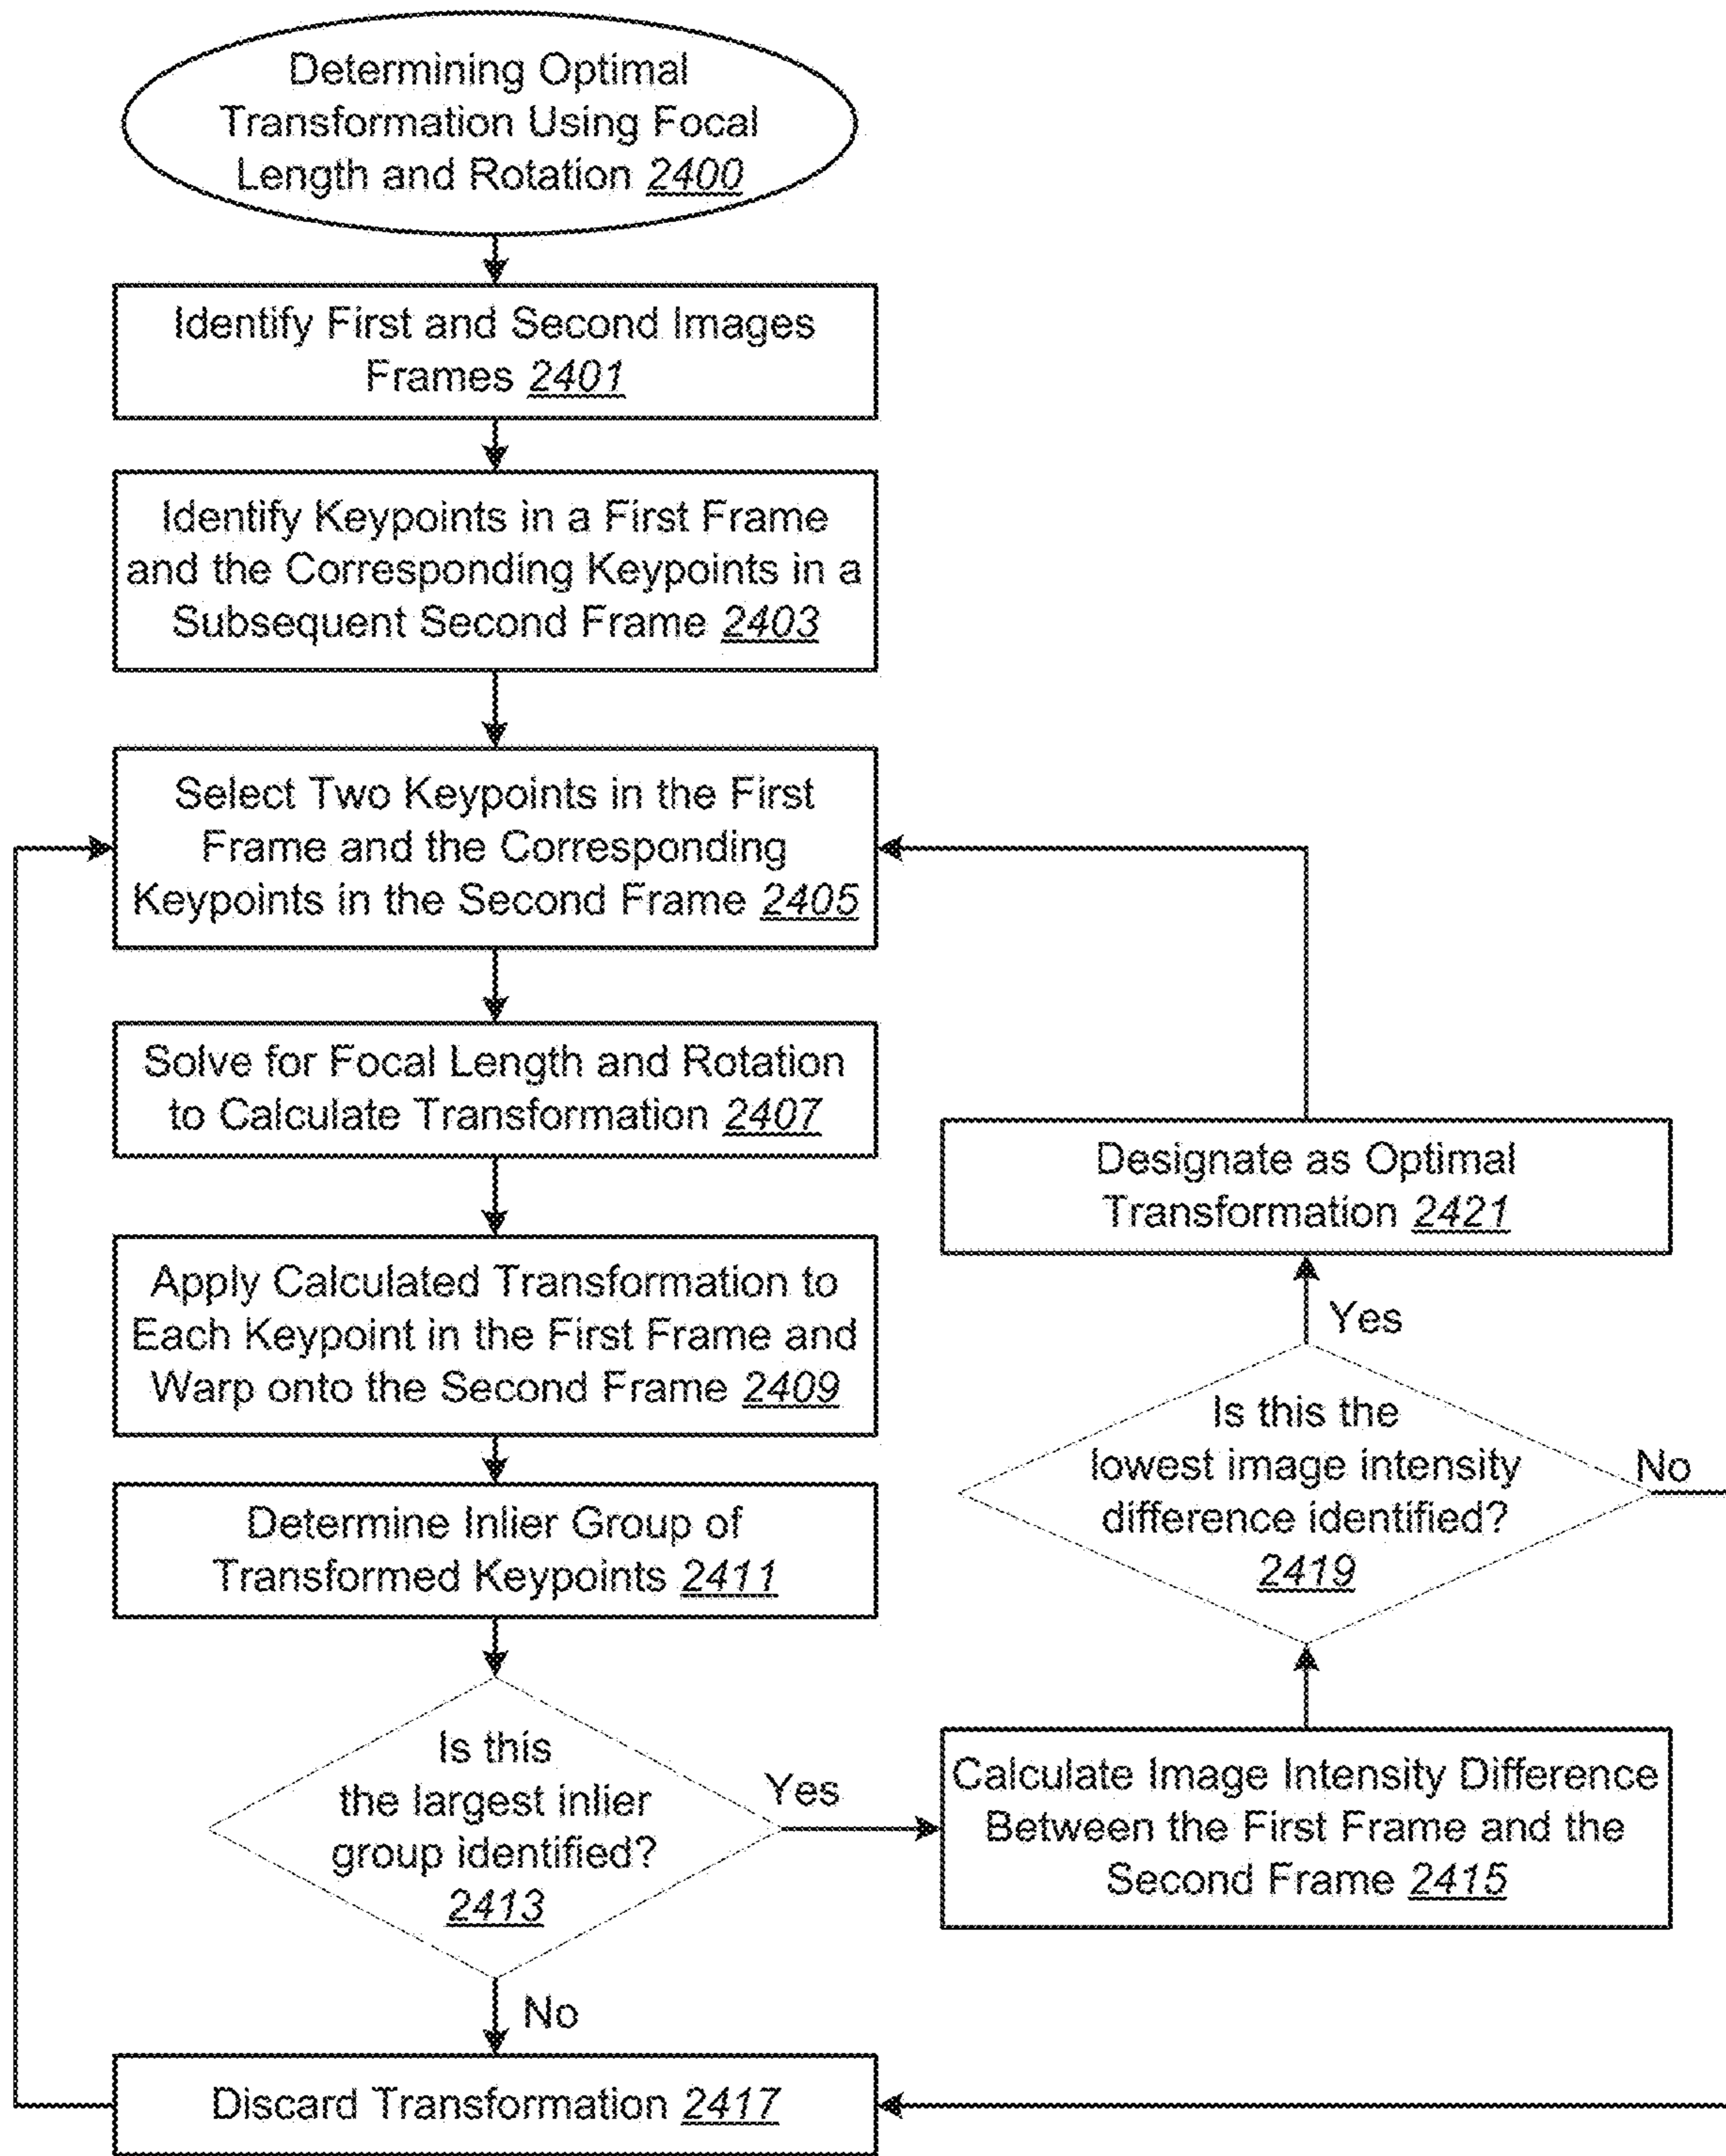 Determining Optimal
Transformation Using Focal
Length and Rotation 2400
Identify First and Second Images
Frames 2401
Identify Keypoints in a First Frame
and the Corresponding Keypoints in a
Subsequent Second Frame 2403
Select Two Keypoints in the First
Frame and the Corresponding
Keypoints in the Second Frame 2405
Solve for Focal Length and Rotation
to Calculate Transformation 2407
Apply Calculated Transformation to
Each Keypoint in the First Frame and
Warp onto the Second Frame 2409
Determine Inlier Group of
Transformed Keypoints 2411
Is this
the largest inlier
group identified?
2413
Yes
No
Calculate Image Intensity Difference
Between the First Frame and the
Second Frame 2415
Is this the
lowest image intensity
difference identified?
2419
Yes
No
Designate as Optimal
Transformation 2421
Discard Transformation 2417